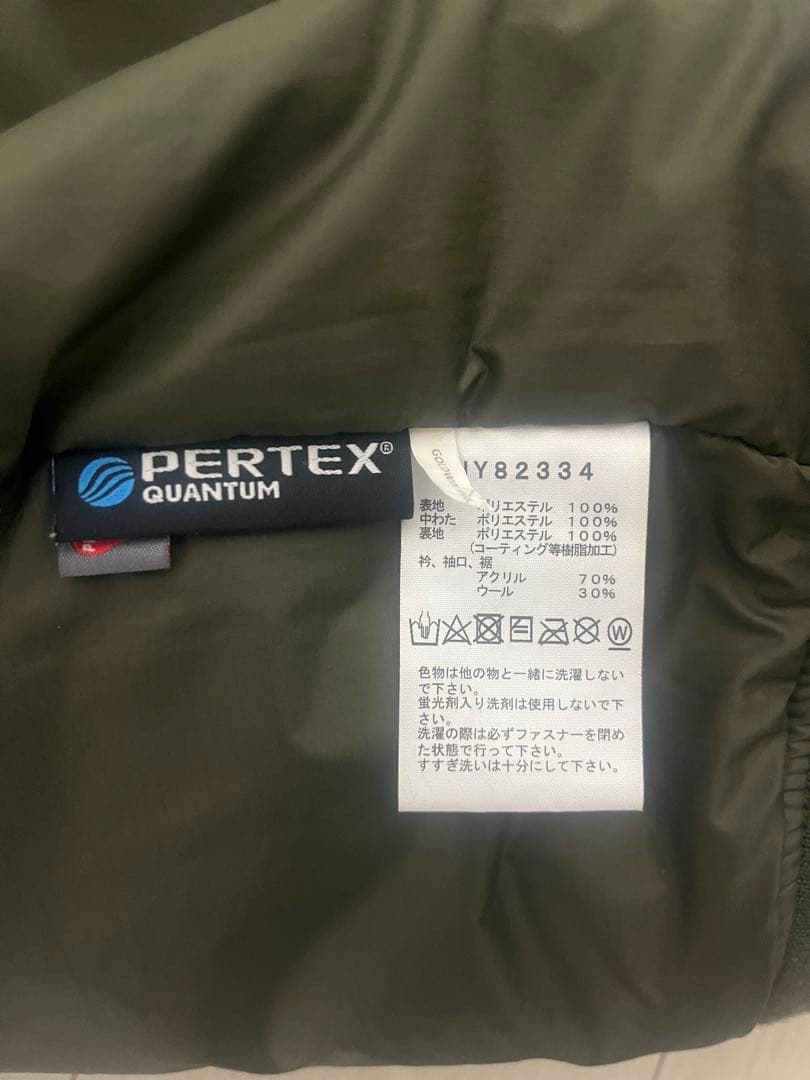 PERTEX®
QUANTUM
Y82334
表地 ポリエステル 100%
中わた ポリエステル 100%
裏地 ポリエステル 100%
(コーティング等樹脂加工)
衿、袖口、裾
アクリル 70%
ウール 30%
W
色物は他の物と一緒に洗濯しない
で下さい。
蛍光剤入り洗剤は使用しないで下
さい。
洗濯の際は必ずファスナーを閉め
た状態で行って下さい。
すすぎ洗いは十分にして下さい。